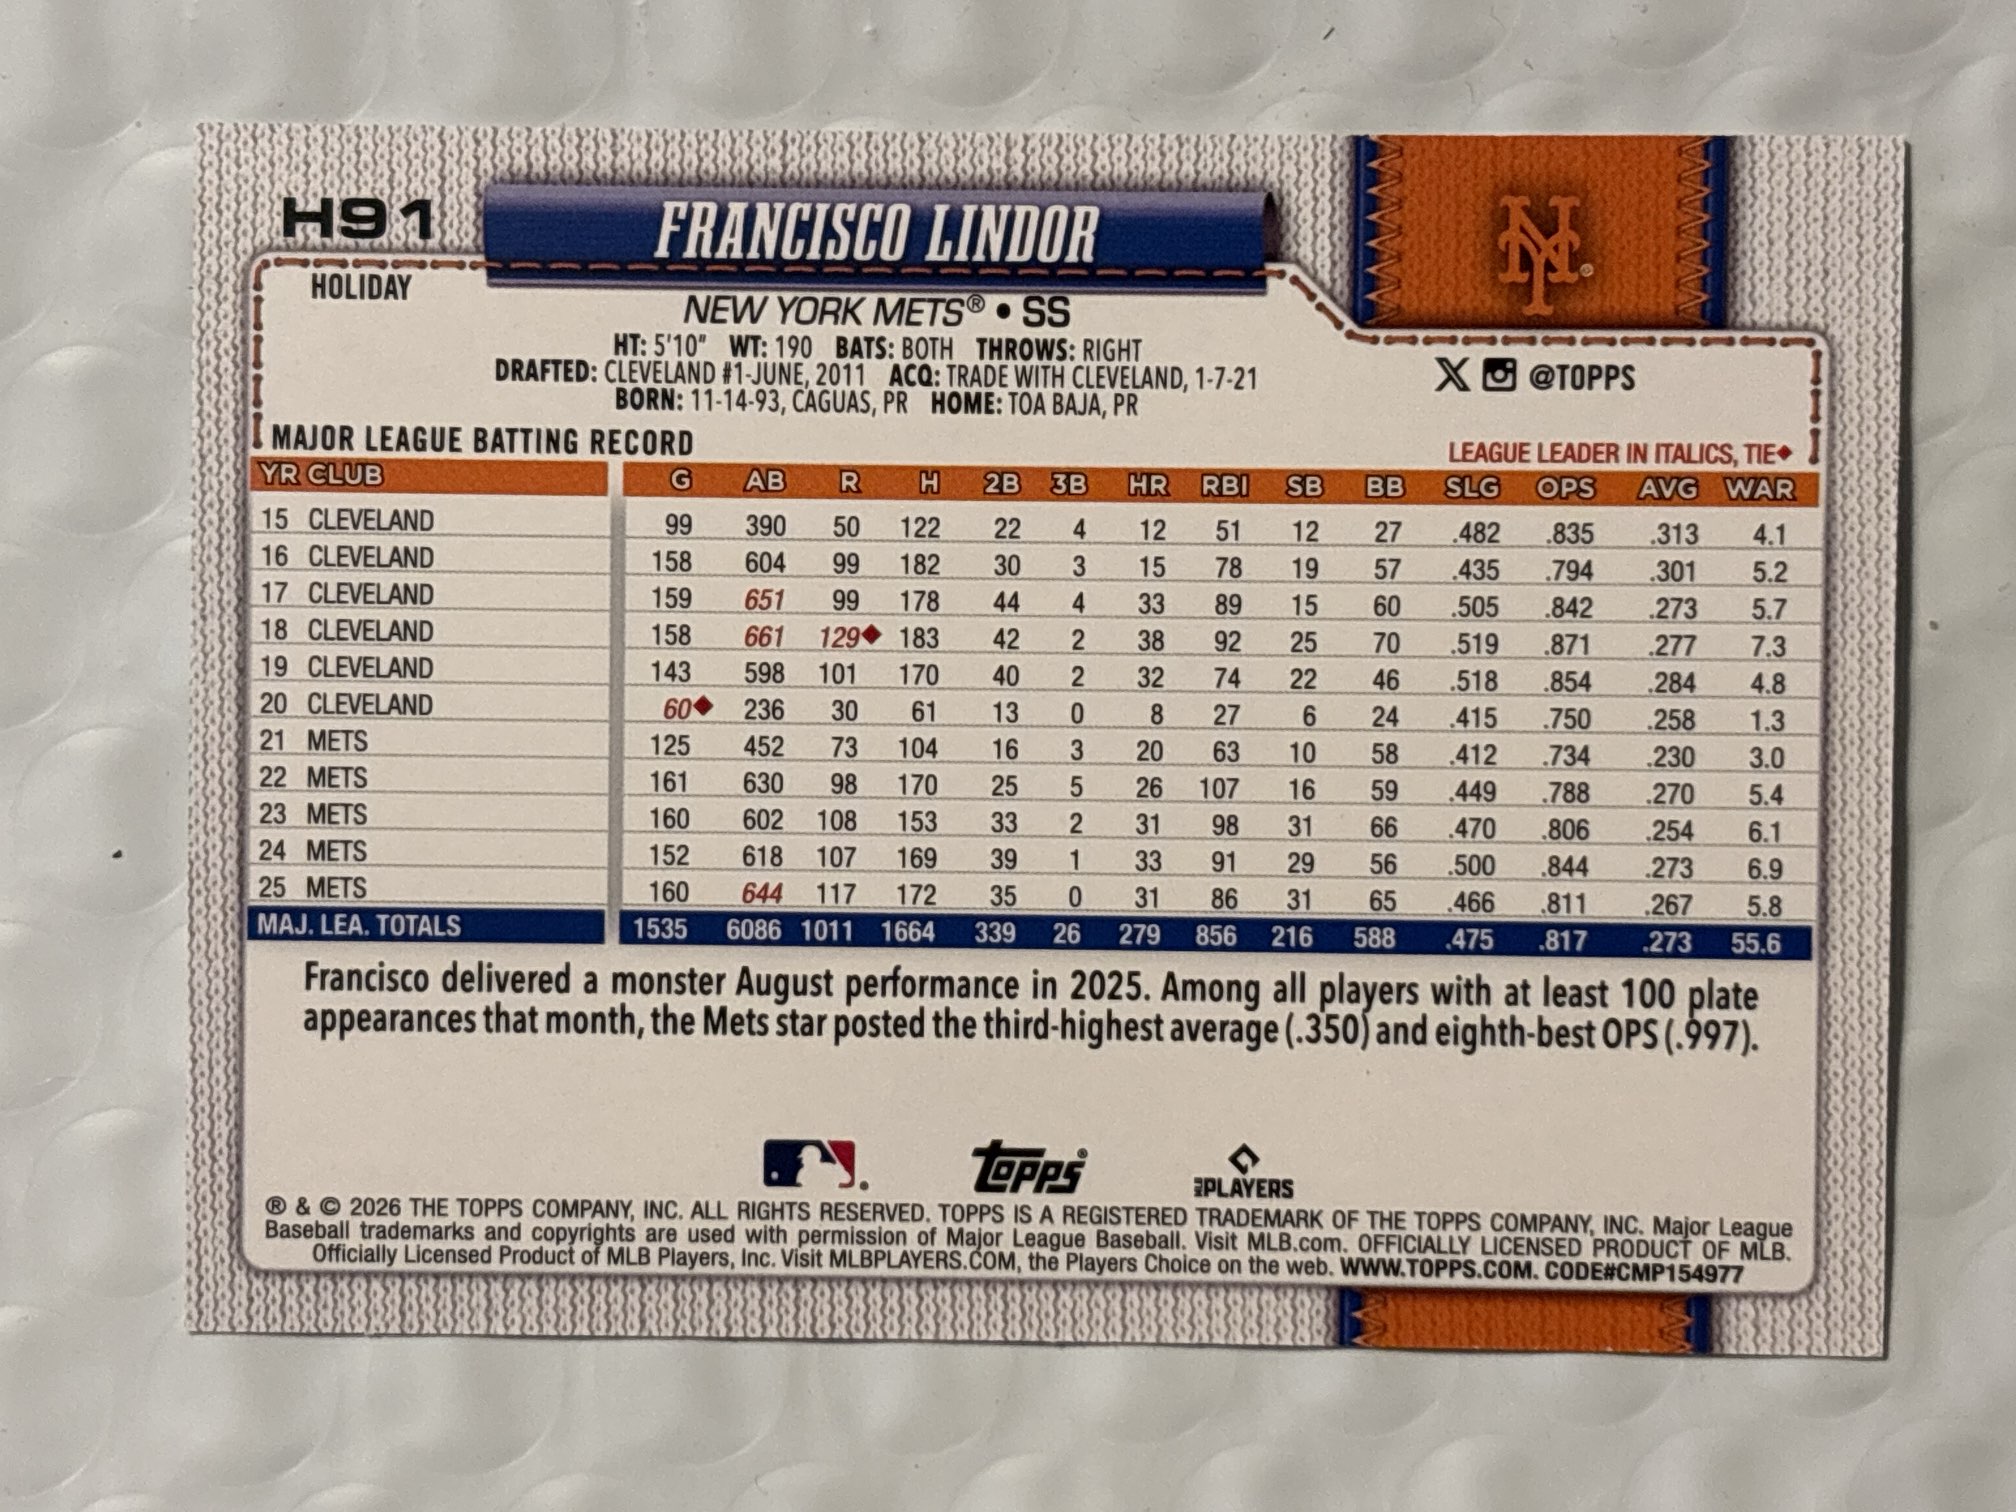 H91
FRANCISCO LINDOR
NY®
HOLIDAY
NEW YORK METS® • SS
HT: 5'10" WT: 190 BATS: BOTH THROWS: RIGHT
DRAFTED: CLEVELAND #1-JUNE, 2011 ACQ: TRADE WITH CLEVELAND, 1-7-21
BORN: 11-14-93, CAGUAS, PR HOME: TOA BAJA, PR
X @TOPPS
MAJOR LEAGUE BATTING RECORD
LEAGUE LEADER IN ITALICS, TIE◆
YR CLUB G AB R H 2B 3B HR RBI SB BB SLG OPS AVG WAR
15 CLEVELAND 99 390 50 122 22 4 12 51 12 27 .482 .835 .313 4.1
16 CLEVELAND 158 604 99 182 30 3 15 78 19 57 .435 .794 .301 5.2
17 CLEVELAND 159 651 99 178 44 4 33 89 15 60 .505 .842 .273 5.7
18 CLEVELAND 158 661 129◆ 183 42 2 38 92 25 70 .519 .871 .277 7.3
19 CLEVELAND 143 598 101 170 40 2 32 74 22 46 .518 .854 .284 4.8
20 CLEVELAND 60◆ 236 30 61 13 0 8 27 6 24 .415 .750 .258 1.3
21 METS 125 452 73 104 16 3 20 63 10 58 .412 .734 .230 3.0
22 METS 161 630 98 170 25 5 26 107 16 59 .449 .788 .270 5.4
23 METS 160 602 108 153 33 2 31 98 31 66 .470 .806 .254 6.1
24 METS 152 618 107 169 39 1 33 91 29 56 .500 .844 .273 6.9
25 METS 160 644 117 172 35 0 31 86 31 65 .466 .811 .267 5.8
MAJ. LEA. TOTALS 1535 6086 1011 1664 339 26 279 856 216 588 .475 .817 .273 55.6
Francisco delivered a monster August performance in 2025. Among all players with at least 100 plate
appearances that month, the Mets star posted the third-highest average (.350) and eighth-best OPS (.997).
Topps® MLB PLAYERS
® & © 2026 THE TOPPS COMPANY, INC. ALL RIGHTS RESERVED. TOPPS IS A REGISTERED TRADEMARK OF THE TOPPS COMPANY, INC. Major League
Baseball trademarks and copyrights are used with permission of Major League Baseball. Visit MLB.com. OFFICIALLY LICENSED PRODUCT OF MLB.
Officially Licensed Product of MLB Players, Inc. Visit MLBPLAYERS.COM, the Players Choice on the web. WWW.TOPPS.COM. CODE#CMP154977